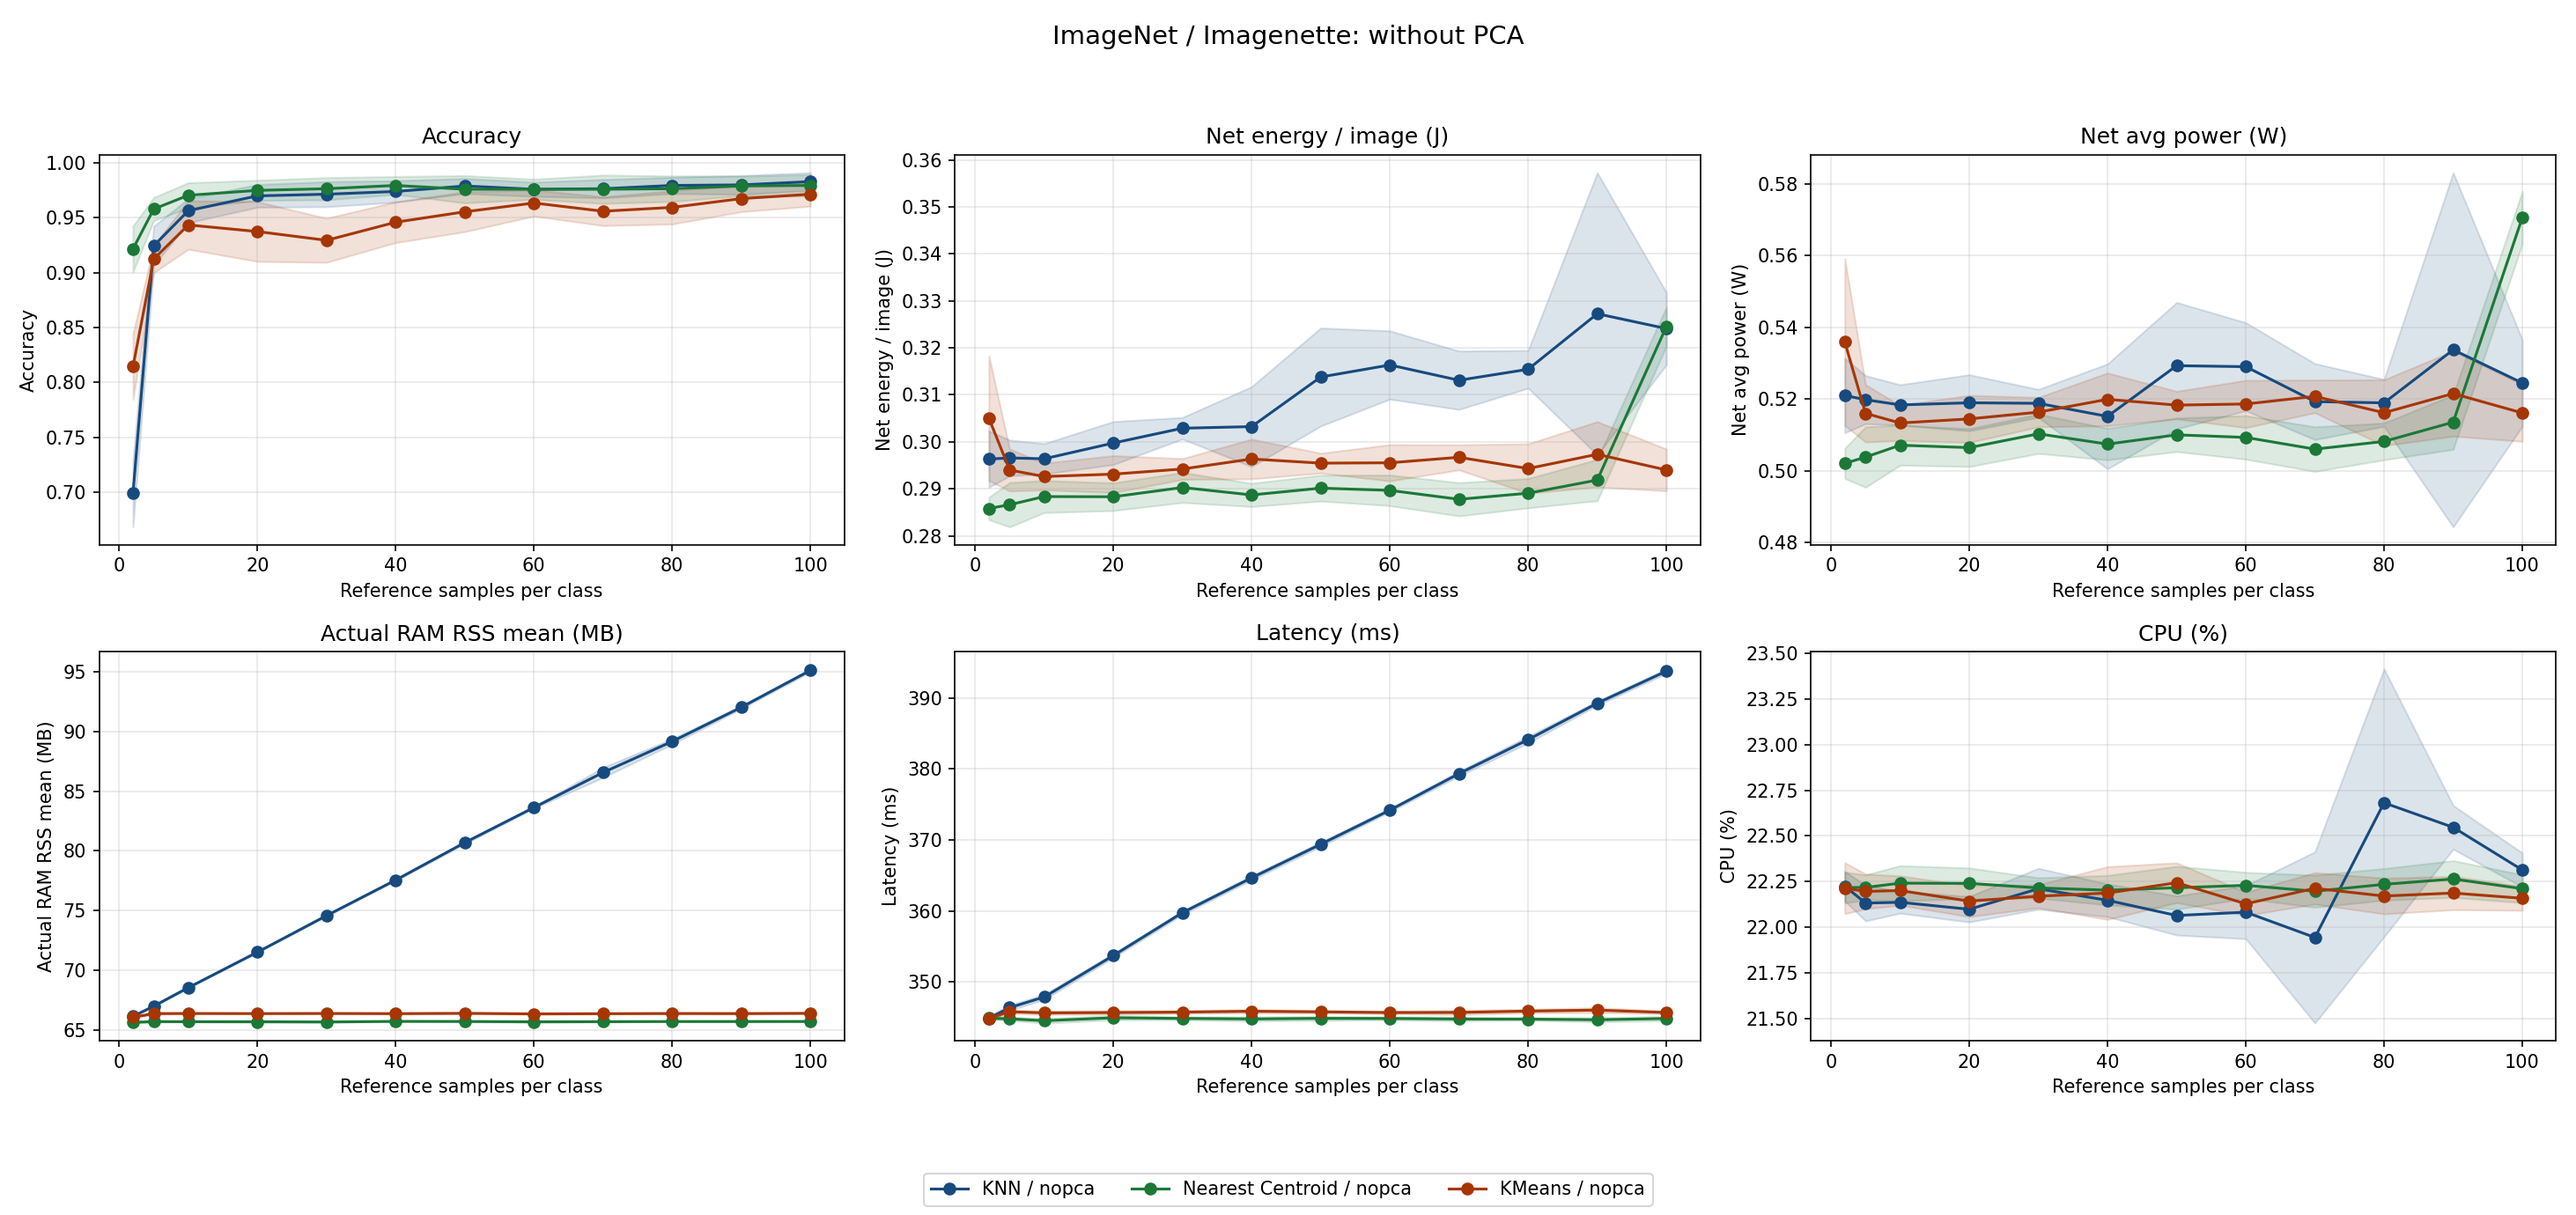 ImageNet / Imagenette: without PCA
Accuracy
Accuracy
1.00
0.95
0.90
0.85
0.80
0.75
0.70
0 20 40 60 80 100
Reference samples per class
Net energy / image (J)
Net energy / image (J)
0.36
0.35
0.34
0.33
0.32
0.31
0.30
0.29
0.28
0 20 40 60 80 100
Reference samples per class
Net avg power (W)
Net avg power (W)
0.58
0.56
0.54
0.52
0.50
0.48
0 20 40 60 80 100
Reference samples per class
Actual RAM RSS mean (MB)
Actual RAM RSS mean (MB)
95
90
85
80
75
70
65
0 20 40 60 80 100
Reference samples per class
Latency (ms)
Latency (ms)
390
380
370
360
350
0 20 40 60 80 100
Reference samples per class
CPU (%)
CPU (%)
23.50
23.25
23.00
22.75
22.50
22.25
22.00
21.75
21.50
0 20 40 60 80 100
Reference samples per class
KNN / nopca Nearest Centroid / nopca KMeans / nopca